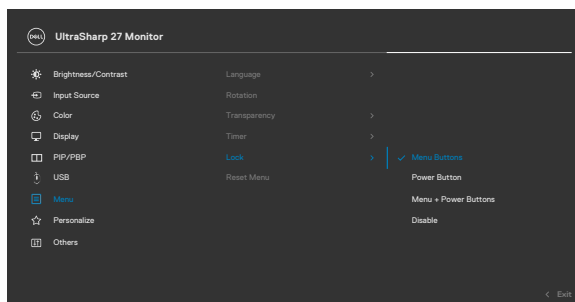 DELL UltraSharp 27 Monitor
Brightness/Contrast
Input Source
Color
Display
PIP/PBP
USB
Menu
Personalize
Others
Language
Rotation
Transparency
Timer
Lock
Reset Menu
Menu Buttons
Power Button
Menu + Power Buttons
Disable
Exit